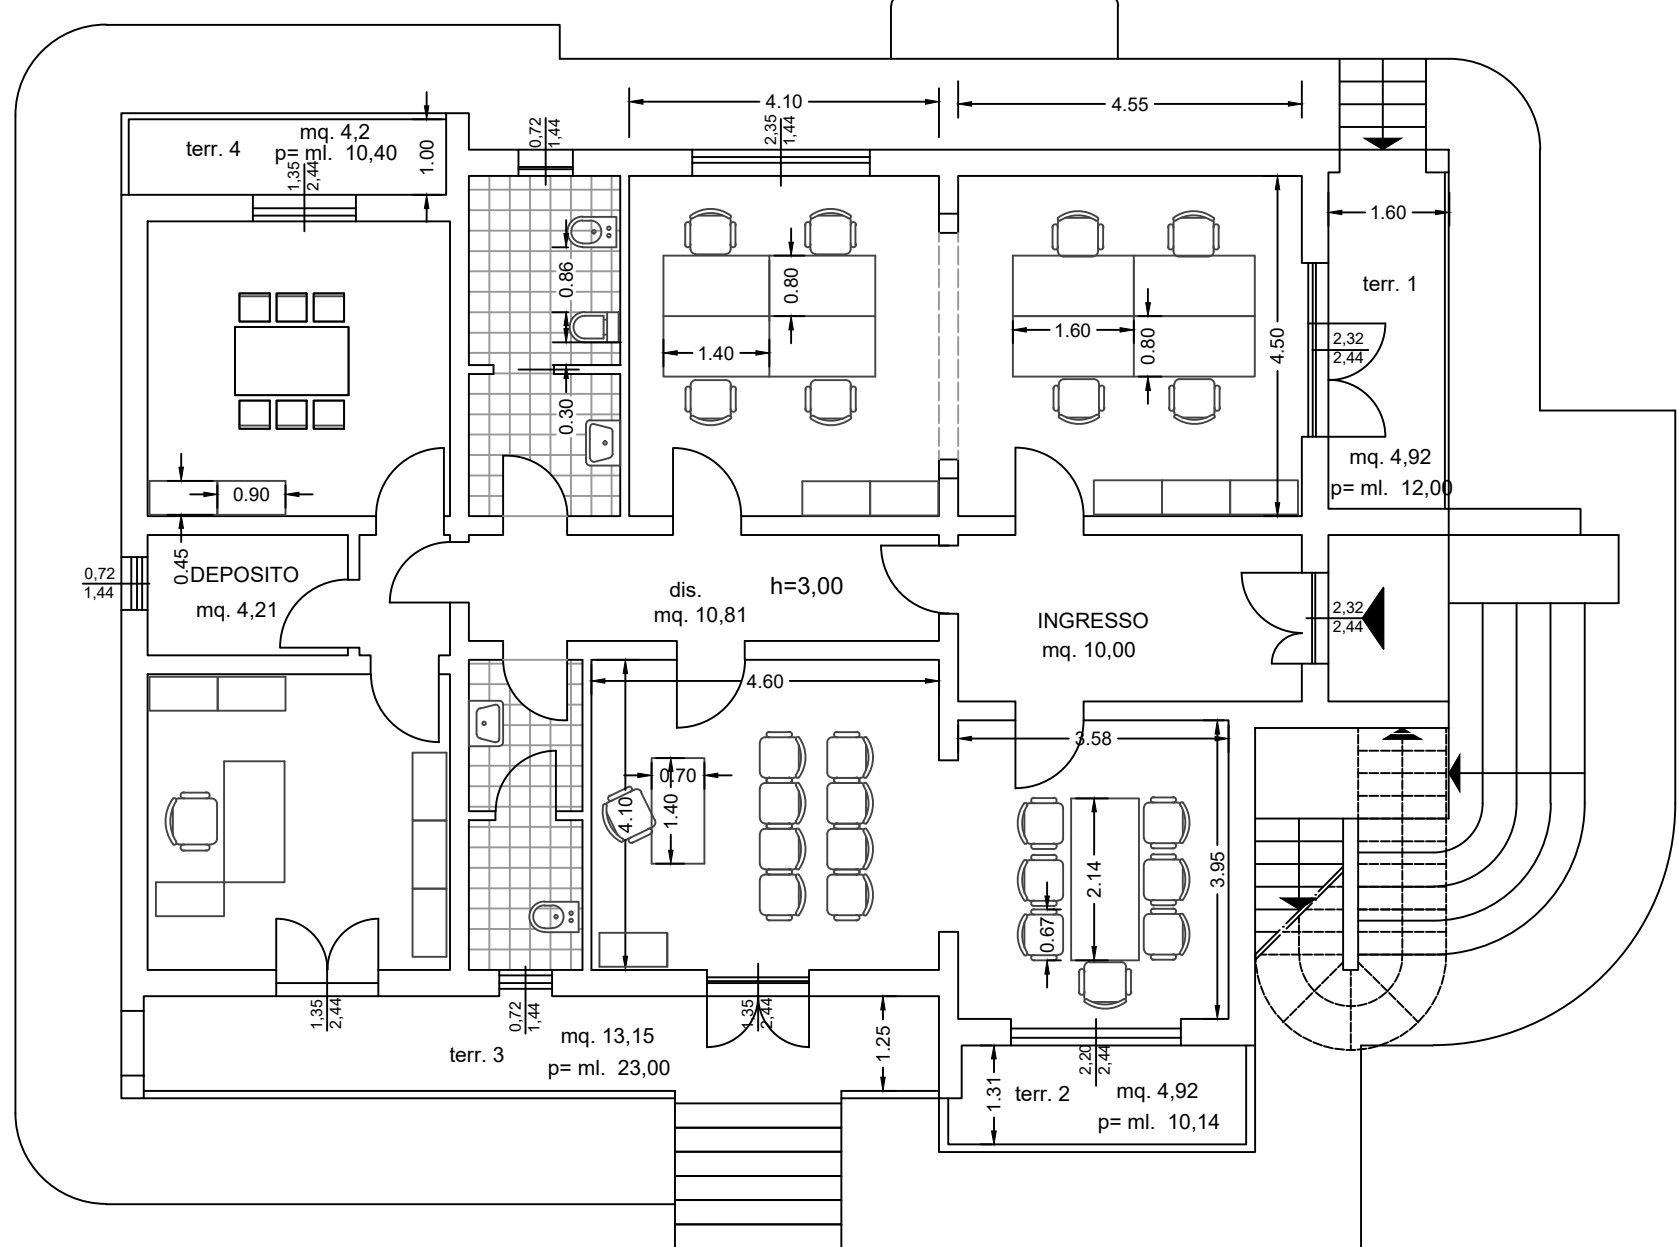 4.10
4.55
0,72
1,44
2,35
1,44
terr. 4
mq. 4,2
p= ml. 10,40
1.00
1,35
2,44
1.60
0.86
0.80
terr. 1
1.40
1.60
0.80
4.50
2,32
2,44
0.30
mq. 4,92
p= ml. 12,00
0.90
0.45
0,72
1,44
DEPOSITO
mq. 4,21
dis.
mq. 10,81
h=3,00
INGRESSO
mq. 10,00
2,32
2,44
4.60
3.58
0.70
4.10
1.40
2.14
3.95
0.67
1,35
2,44
0,72
1,44
1,35
2,44
terr. 3
mq. 13,15
p= ml. 23,00
1.25
2,20
2,44
1.31
terr. 2
mq. 4,92
p= ml. 10,14